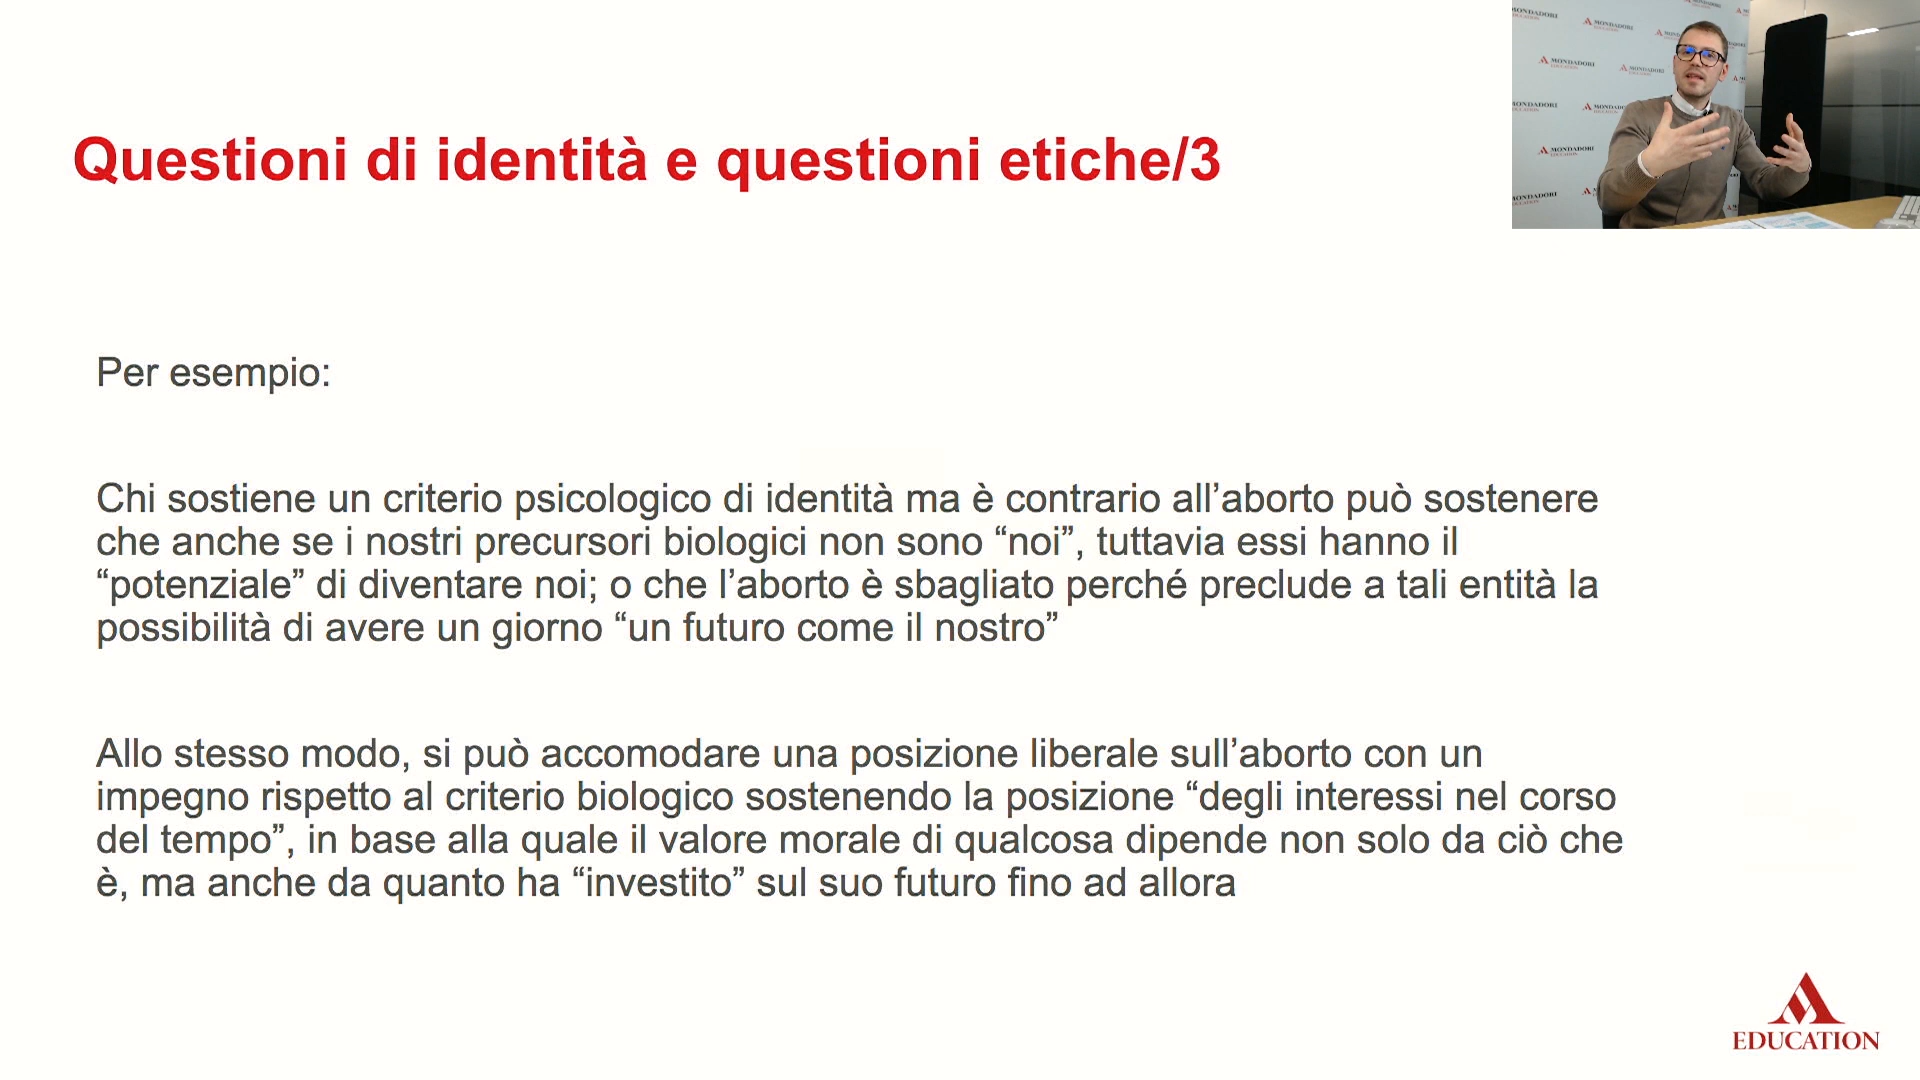 Questioni di identità e questioni etiche/3
Per esempio:
Chi sostiene un criterio psicologico di identità ma è contrario all’aborto può sostenere
che anche se i nostri precursori biologici non sono “noi”, tuttavia essi hanno il
“potenziale” di diventare noi; o che l’aborto è sbagliato perché preclude a tali entità la
possibilità di avere un giorno “un futuro come il nostro”
Allo stesso modo, si può accomodare una posizione liberale sull’aborto con un
impegno rispetto al criterio biologico sostenendo la posizione “degli interessi nel corso
del tempo”, in base alla quale il valore morale di qualcosa dipende non solo da ciò che
è, ma anche da quanto ha “investito” sul suo futuro fino ad allora
EDUCATION
MONDADORI
EDUCATION